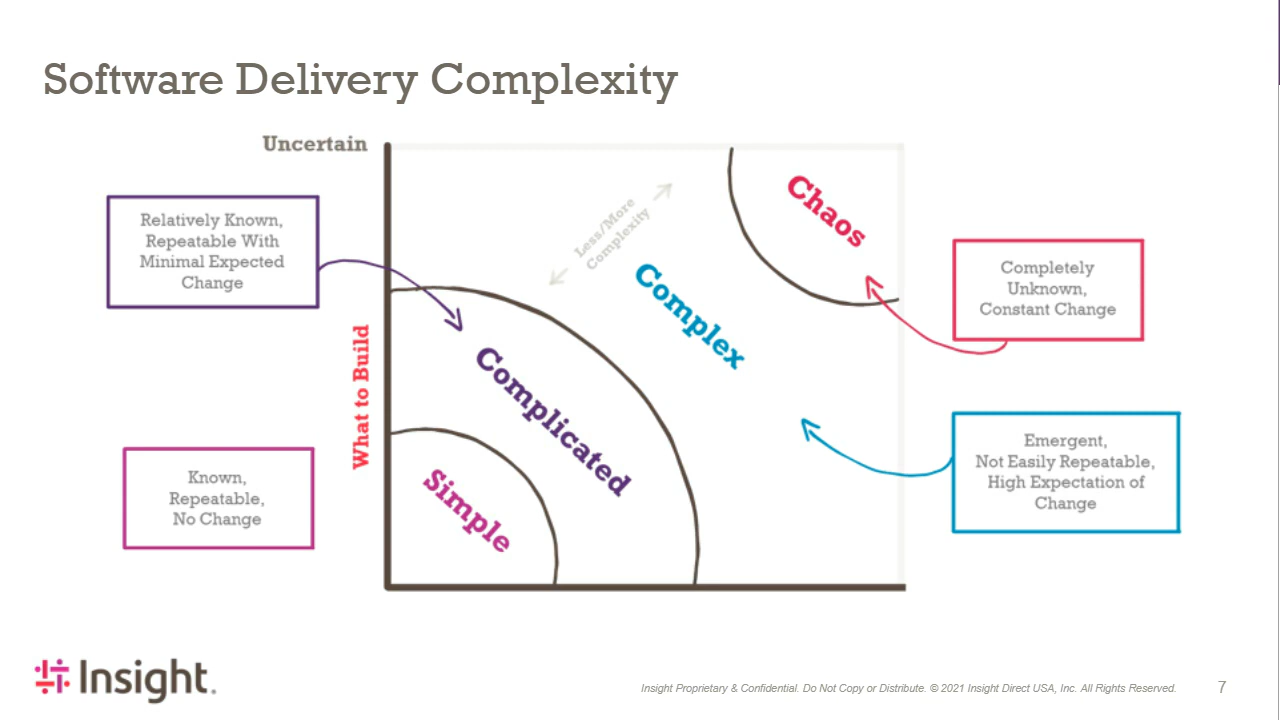 Software Delivery Complexity
Uncertain
Relatively Known,
Repeatable With
Minimal Expected
Change
Less/More
Complexity
Chaos
Completely
Unknown,
Constant Change
Complex
What to Build
Complicated
Known,
Repeatable,
No Change
Simple
Emergent,
Not Easily Repeatable,
High Expectation of
Change
Insight.
Insight Proprietary & Confidential. Do Not Copy or Distribute. © 2021 Insight Direct USA, Inc. All Rights Reserved.
7